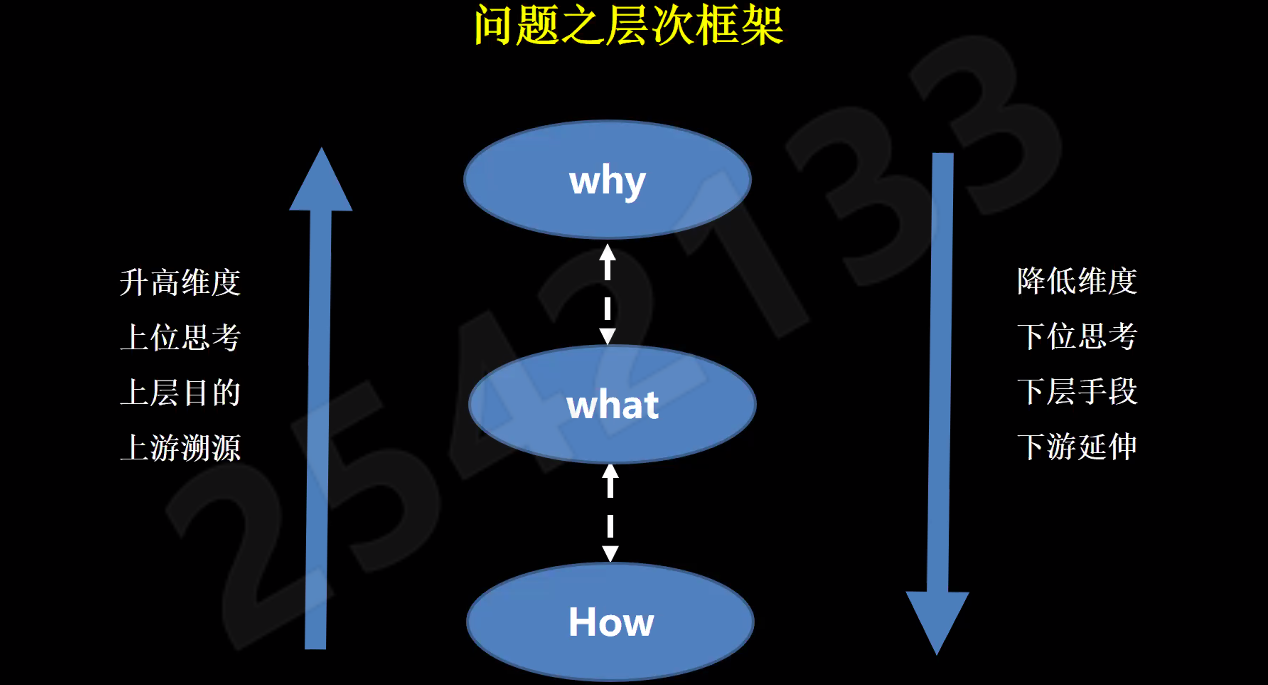 问题之层次框架
why
升高维度
上位思考
上层目的
上游溯源
what
降低维度
下位思考
下层手段
下游延伸
How
2542133